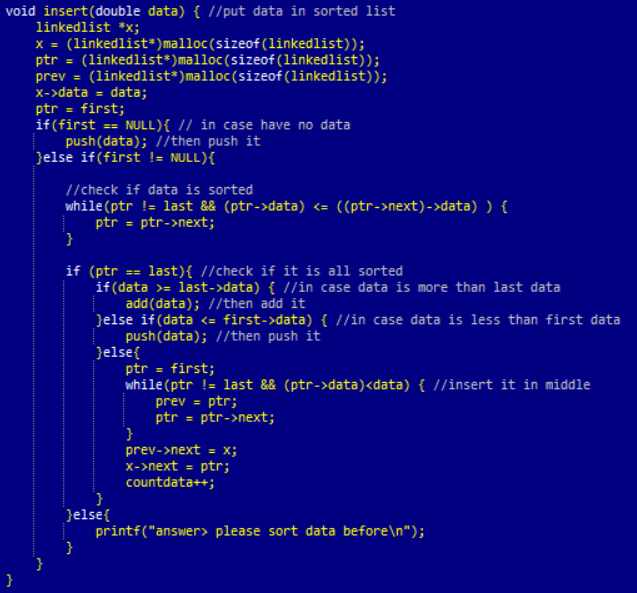 void insert(double data) { //put data in sorted list
    linkedlist *x;
    x = (linkedlist*)malloc(sizeof(linkedlist));
    ptr = (linkedlist*)malloc(sizeof(linkedlist));
    prev = (linkedlist*)malloc(sizeof(linkedlist));
    x->data = data;
    ptr = first;
    if(first == NULL){ // in case have no data
        push(data); //then push it
    }else if(first != NULL){
        //check if data is sorted
        while(ptr != last && (ptr->data) <= ((ptr->next)->data) ) {
            ptr = ptr->next;
        }
        if (ptr == last){ //check if it is all sorted
            if(data >= last->data) { //in case data is more than last data
                add(data); //then add it
            }else if(data <= first->data) { //in case data is less than first data
                push(data); //then push it
            }else{
                ptr = first;
                while(ptr != last && (ptr->data)<data) { //insert it in middle
                    prev = ptr;
                    ptr = ptr->next;
                }
                prev->next = x;
                x->next = ptr;
                countdata++;
            }
        }else{
            printf("answer> please sort data before\n");
        }
    }
}